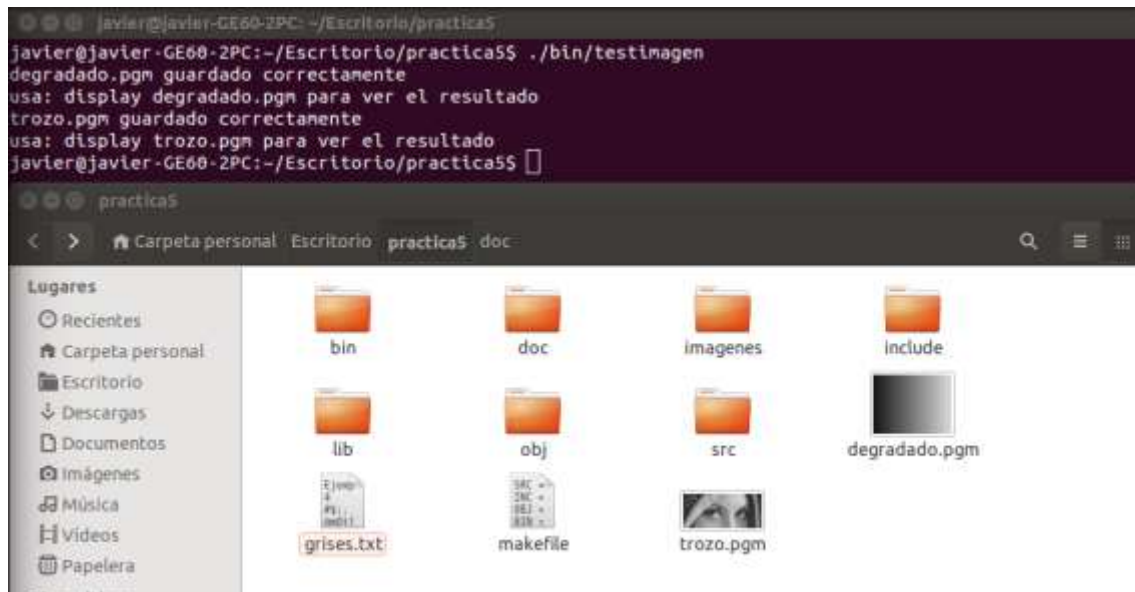 javier@javier-GE60-2PC: ~/Escritorio/practica5
javier@javier-GE60-2PC:~/Escritorio/practica5$ ./bin/testimagen
degradado.pgm guardado correctamente
usa: display degradado.pgm para ver el resultado
trozo.pgm guardado correctamente
usa: display trozo.pgm para ver el resultado
javier@javier-GE60-2PC:~/Escritorio/practica5$
practica5
Carpeta personal Escritorio practica5 doc
Lugares
Recientes
Carpeta personal
Escritorio
Descargas
Documentos
Imágenes
Música
Vídeos
Papelera
bin doc imagenes include
lib obj src degradado.pgm
grises.txt makefile trozo.pgm